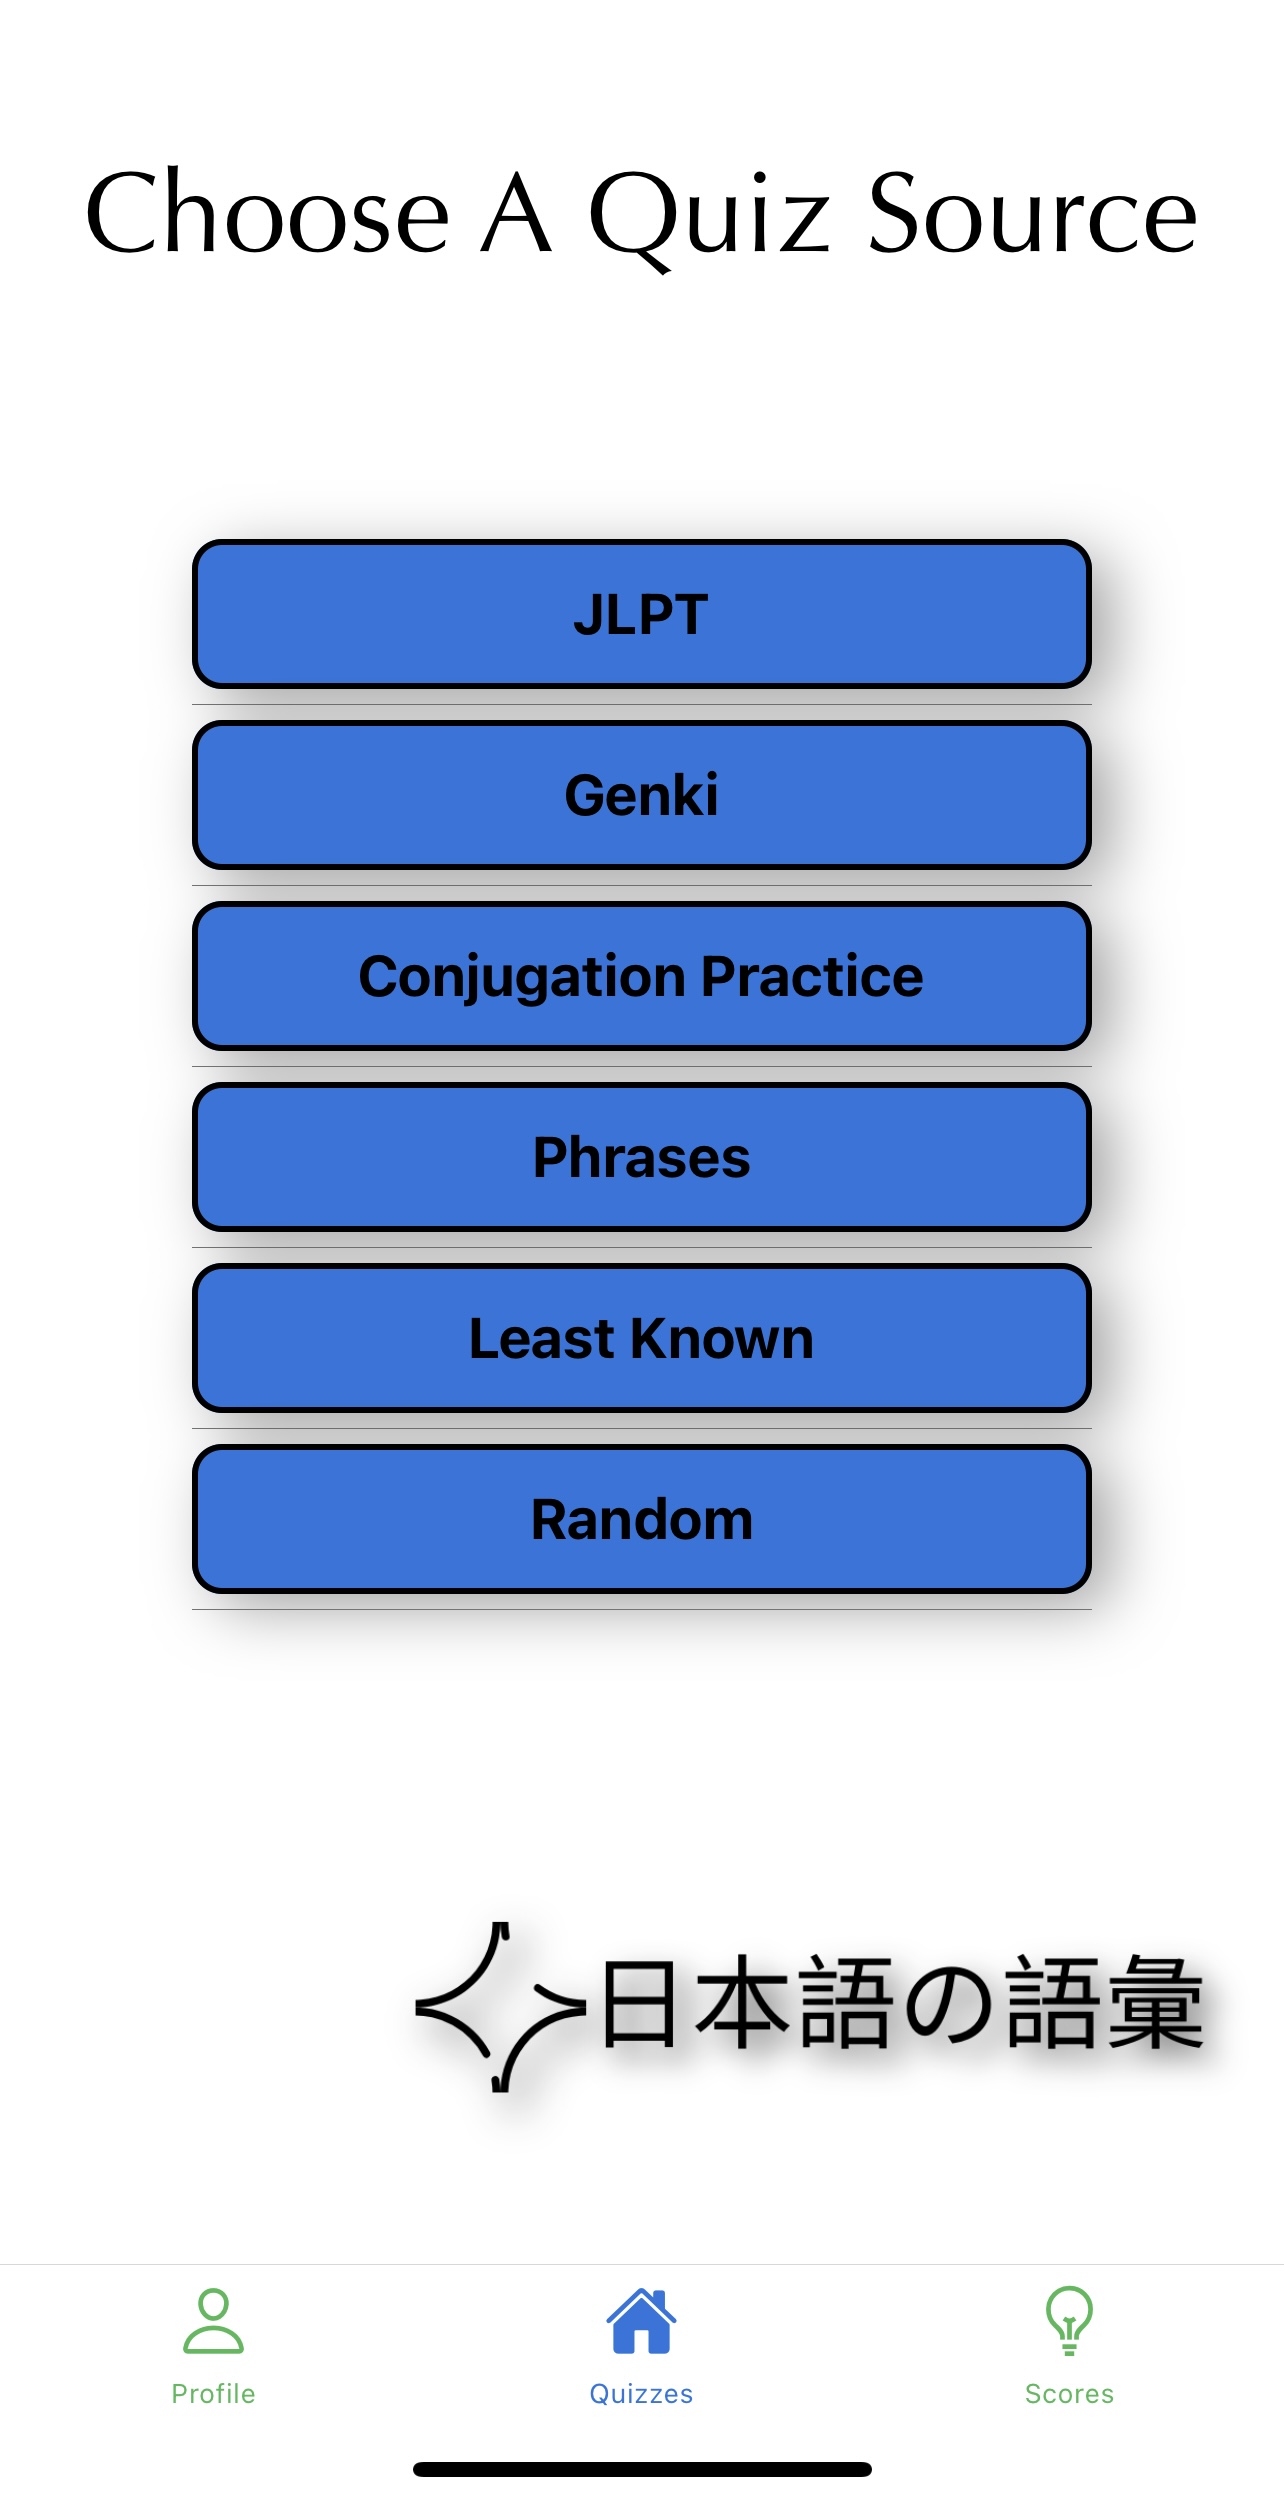 Choose A Quiz Source
JLPT
Genki
Conjugation Practice
Phrases
Least Known
Random
日本語の語彙
Profile
Quizzes
Scores